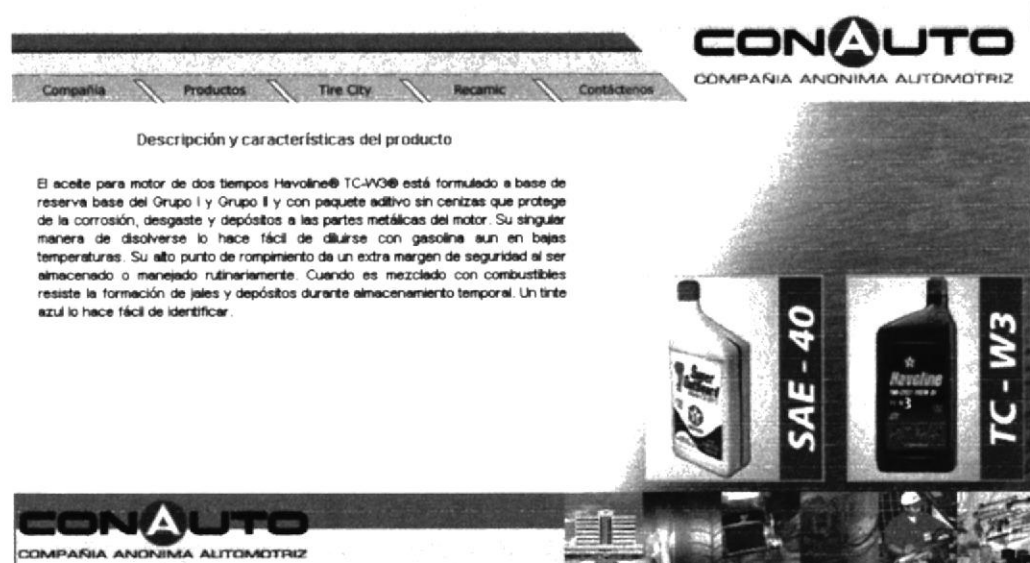 CONAUTO
COMPAÑIA ANONIMA AUTOMOTRIZ
Compañia Productos Tire City Recamic Contáctenos
Descripción y características del producto
El aceite para motor de dos tiempos Havoline® TC-W3® está formulado a base de
reserva base del Grupo I y Grupo II y con paquete aditivo sin cenizas que protege
de la corrosión, desgaste y depósitos a las partes metálicas del motor. Su singular
manera de disolverse lo hace fácil de diluirse con gasolina aun en bajas
temperaturas. Su alto punto de rompimiento da un extra margen de seguridad al ser
almacenado o manejado rutinariamente. Cuando es mezclado con combustibles
resiste la formación de jales y depósitos durante almacenamiento temporal. Un tinte
azul lo hace fácil de identificar.
Super
Outboard
SAE - 40
Havoline
3
TC - W3
CONAUTO
COMPAÑIA ANONIMA AUTOMOTRIZ